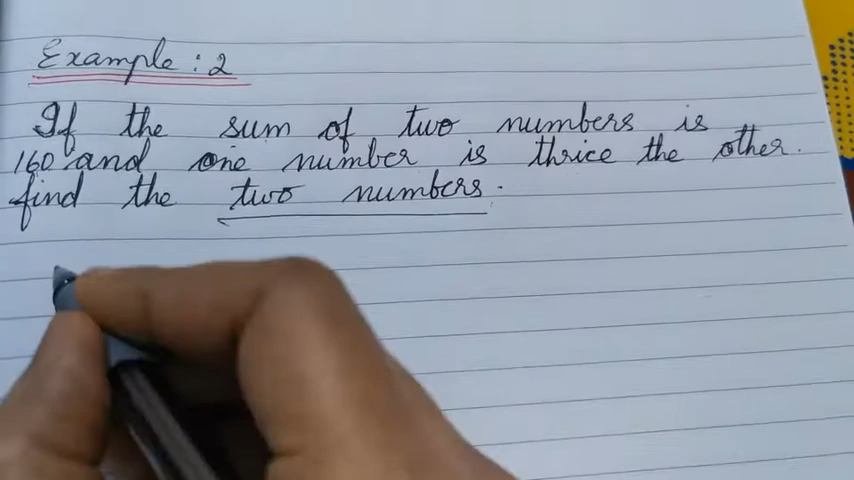 Example : 2
If the sum of two numbers is
160 and one number is thrice the other.
find the two numbers.